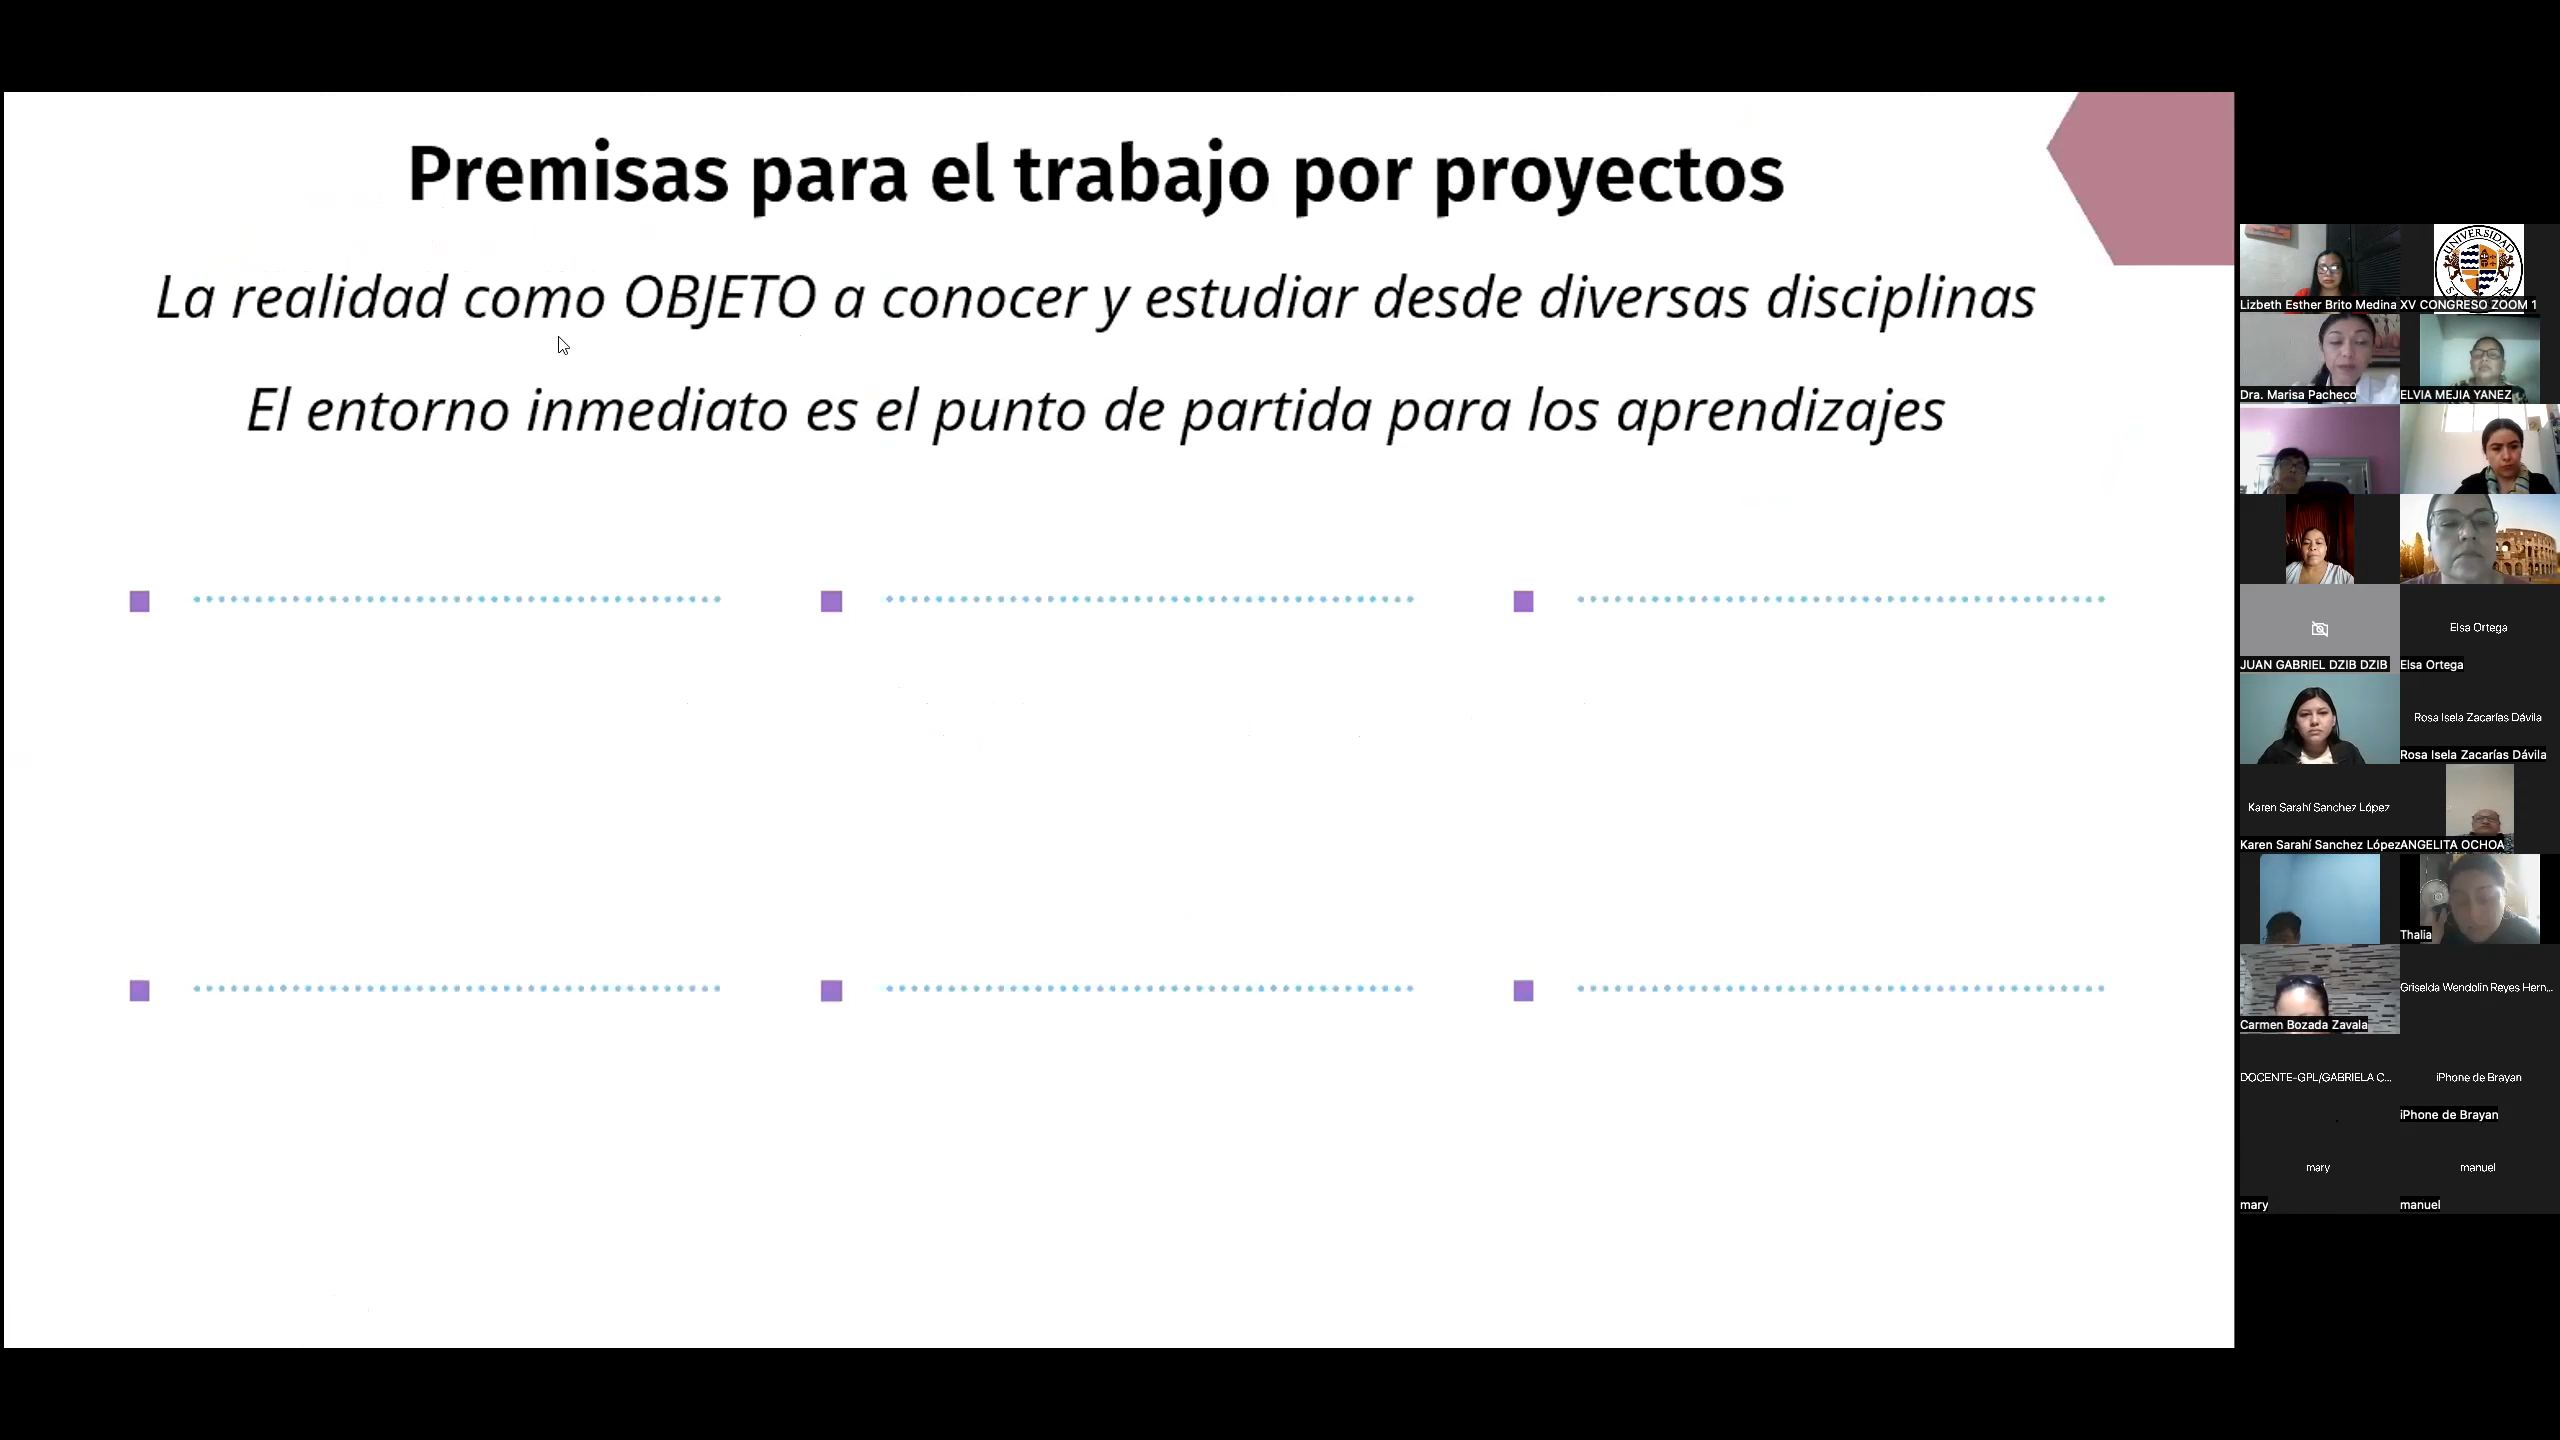 Premisas para el trabajo por proyectos
La realidad como OBJETO a conocer y estudiar desde diversas disciplinas
El entorno inmediato es el punto de partida para los aprendizajes
UNIVERSIDAD
Lizbeth Esther Brito Medina
XV CONGRESO ZOOM 1
Dra. Marisa Pacheco
ELVIA MEJIA YANEZ
JUAN GABRIEL DZIB DZIB
Elsa Ortega
Elsa Ortega
Rosa Isela Zacarías Dávila
Rosa Isela Zacarías Dávila
Karen Sarahí Sanchez López
Karen Sarahí Sanchez López
ANGELITA OCHOA
Thalia
Carmen Bozada Zavala
Griselda Wendolin Reyes Hern...
DOCENTE-GPL/GABRIELA C...
iPhone de Brayan
iPhone de Brayan
mary
mary
manuel
manuel